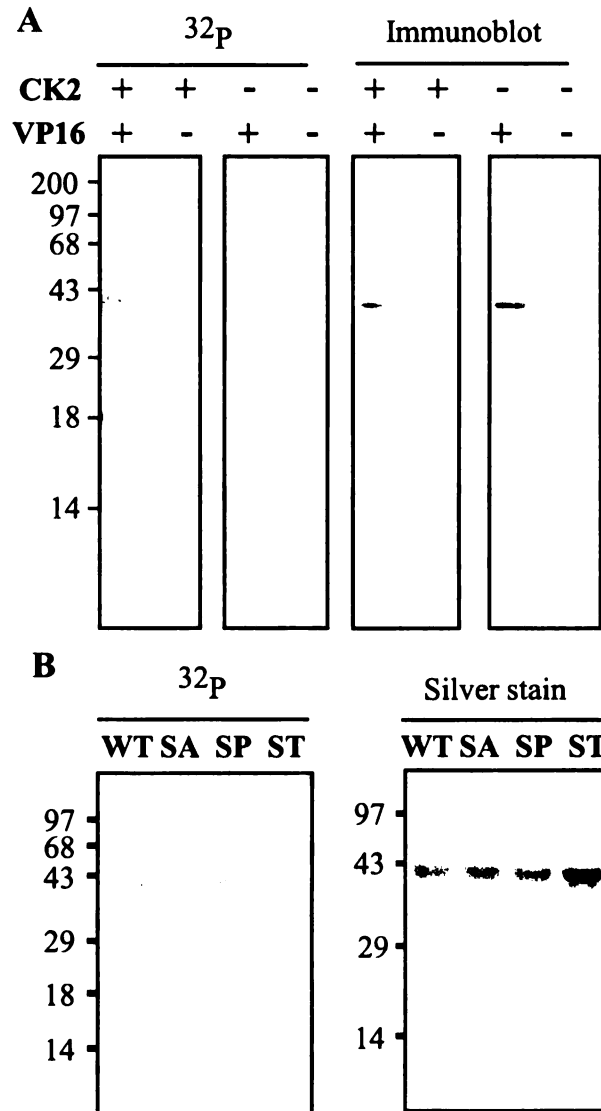 A
32P
Immunoblot
CK2 + + - - + + - -
VP16 + - + - + - + -
200
97
68
43
29
18
14
B
32P
Silver stain
WT SA SP ST
WT SA SP ST
97
68
43
29
18
14
97
43
29
14